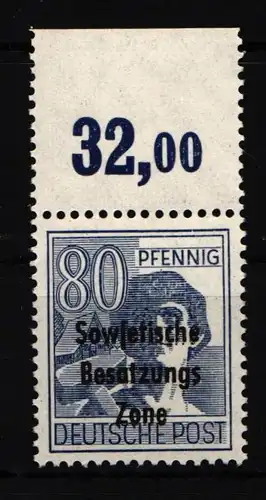 32,00
80 PFENNIG
Sowjetische
Besatzungs
Zone
DEUTSCHE POST